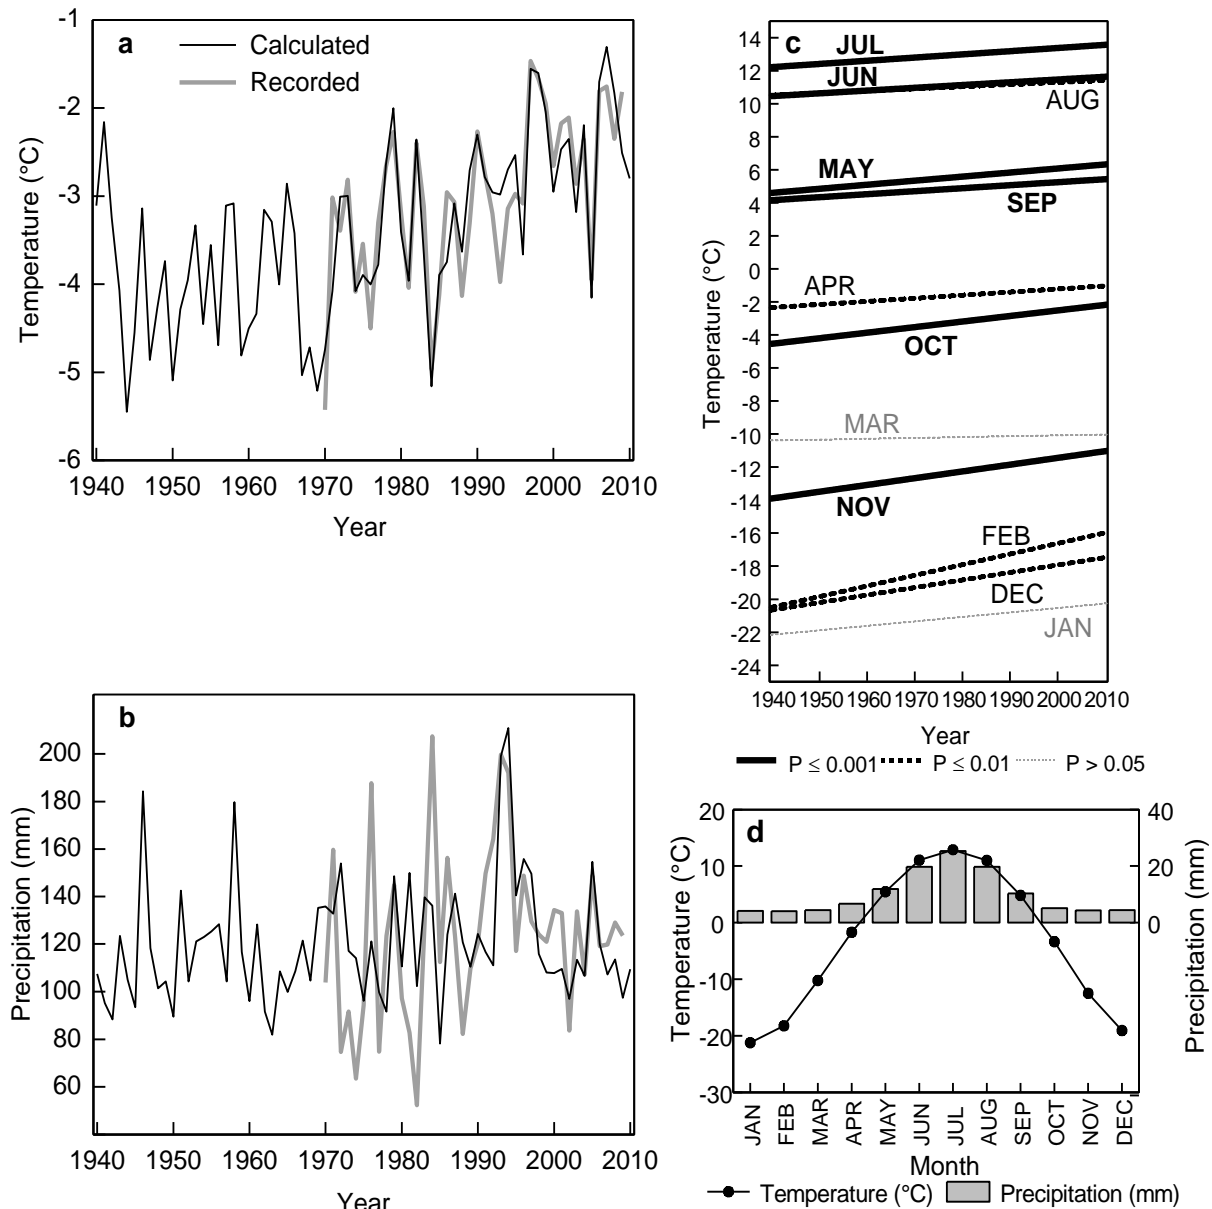 a
Calculated
Recorded
-1
-2
-3
-4
-5
-6
Temperature (°C)
1940 1950 1960 1970 1980 1990 2000 2010
Year
b
200
180
160
140
120
100
80
60
Precipitation (mm)
1940 1950 1960 1970 1980 1990 2000 2010
Year
c
14
12
10
8
6
4
2
0
-2
-4
-6
-8
-10
-12
-14
-16
-18
-20
-22
-24
Temperature (°C)
JUL
JUN
AUG
MAY
SEP
APR
OCT
MAR
NOV
FEB
DEC
JAN
1940 1950 1960 1970 1980 1990 2000 2010
Year
P ≤ 0.001 P ≤ 0.01 P > 0.05
d
20
10
0
-10
-20
-30
Temperature (°C)
40
20
0
Precipitation (mm)
JAN FEB MAR APR MAY JUN JUL AUG SEP OCT NOV DEC
Month
Temperature (°C) Precipitation (mm)